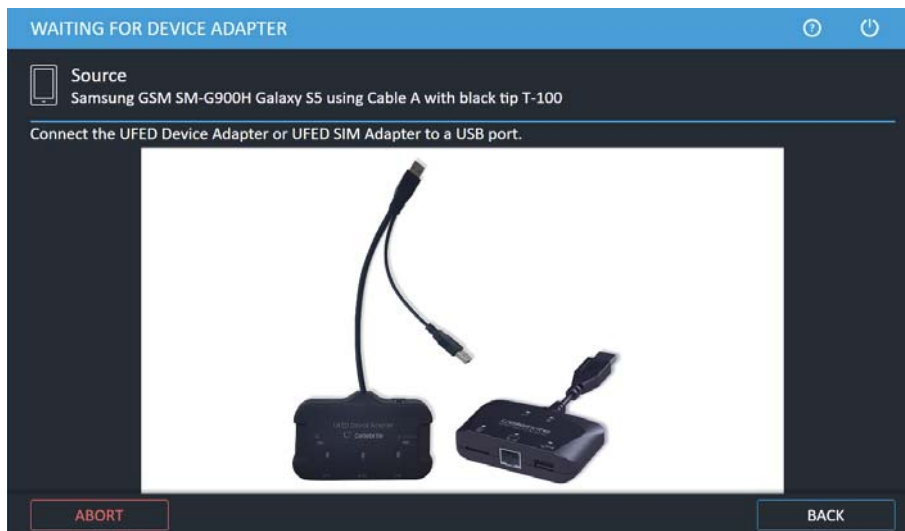 WAITING FOR DEVICE ADAPTER
Source
Samsung GSM SM-G900H Galaxy S5 using Cable A with black tip T-100
Connect the UFED Device Adapter or UFED SIM Adapter to a USB port.
UFED Device Adapter
Cellebrite
Cellebrite
ABORT
BACK